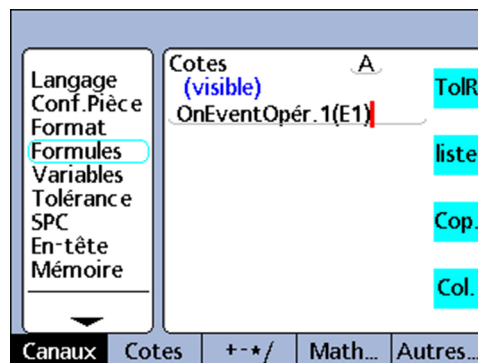 Langage
Conf.Pièce
Format
Formules
Variables
Tolérance
SPC
En-tête
Mémoire
Cotes A
(visible)
OnEventOpér.1(E1)
TolR
liste
Cop.
Col.
Canaux Cotes +-*/ Math... Autres...